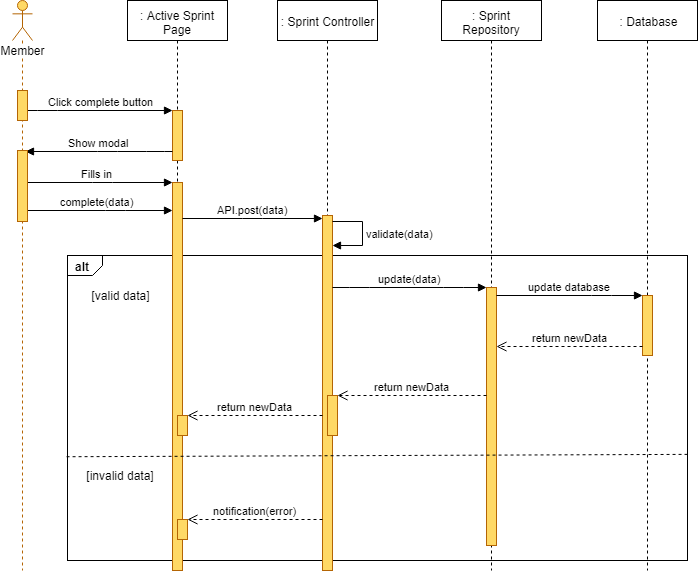 : Active Sprint
Page
: Sprint Controller
: Sprint
Repository
: Database
Member
Click complete button
Show modal
Fills in
complete(data)
API.post(data)
validate(data)
alt
[valid data]
update(data)
update database
return newData
return newData
return newData
[invalid data]
notification(error)